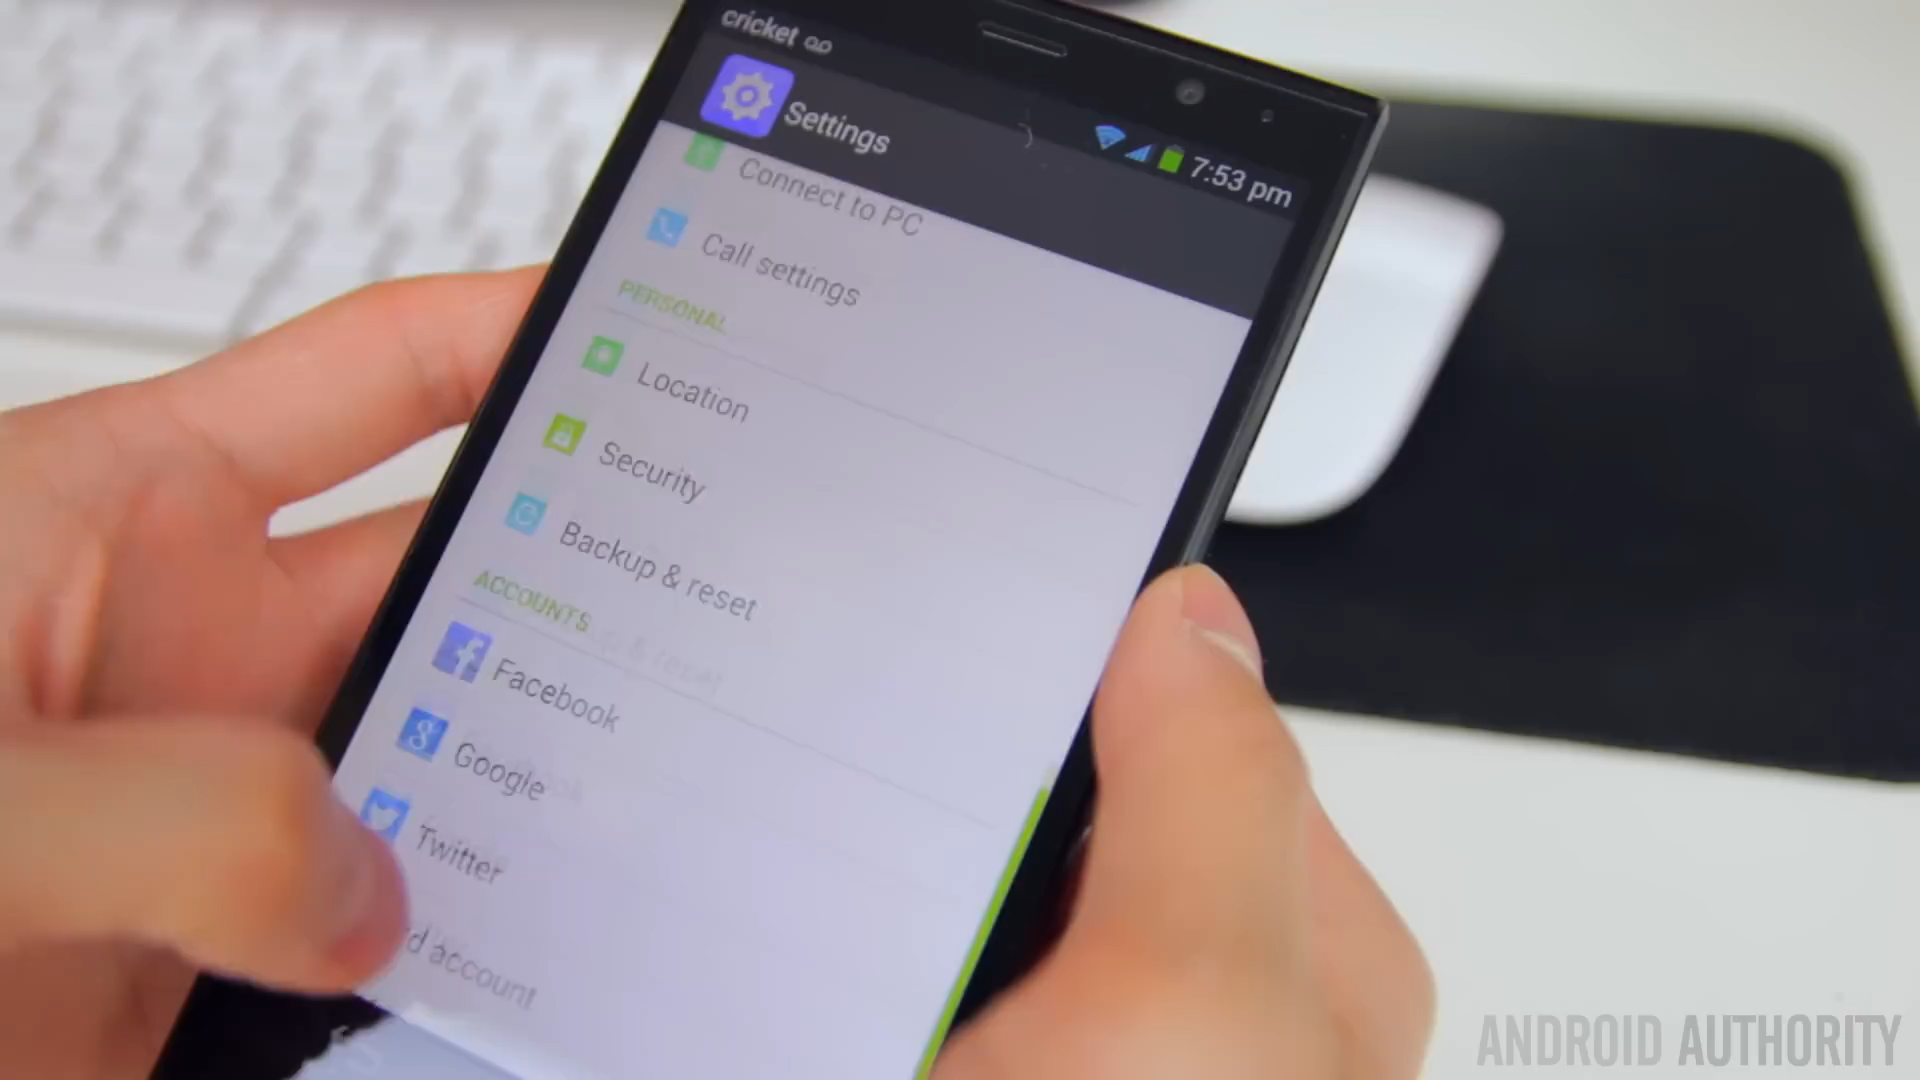 cricket
7:53 pm
Settings
Connect to PC
Call settings
PERSONAL
Location
Security
Backup & reset
ACCOUNTS
Facebook
Google
Twitter
account
ANDROID AUTHORITY